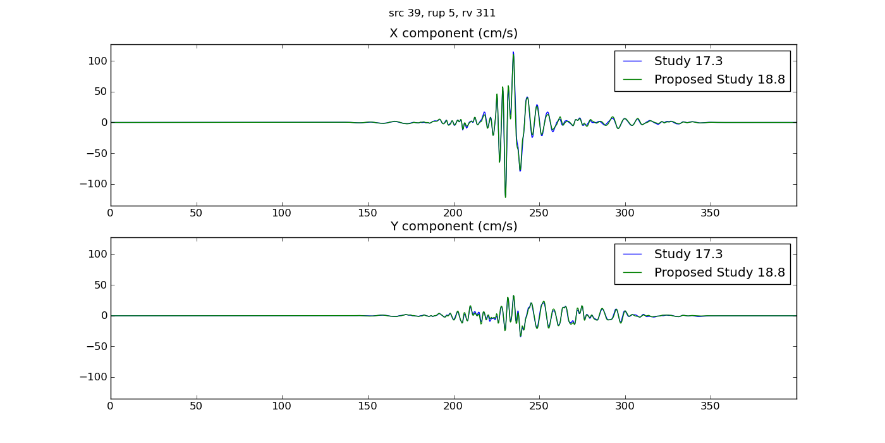 src 39, rup 5, rv 311
X component (cm/s)
100
50
0
−50
−100
Study 17.3
Proposed Study 18.8
0 50 100 150 200 250 300 350
Y component (cm/s)
100
50
0
−50
−100
Study 17.3
Proposed Study 18.8
0 50 100 150 200 250 300 350